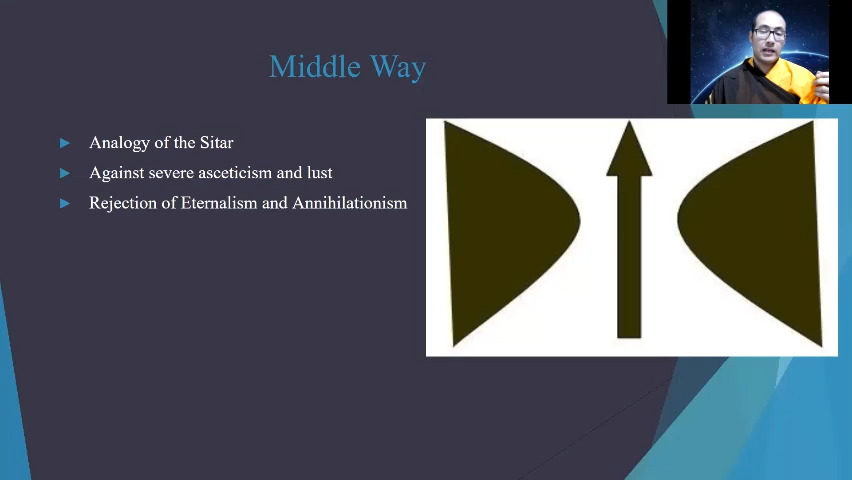 Middle Way
Analogy of the Sitar
Against severe asceticism and lust
Rejection of Eternalism and Annihilationism